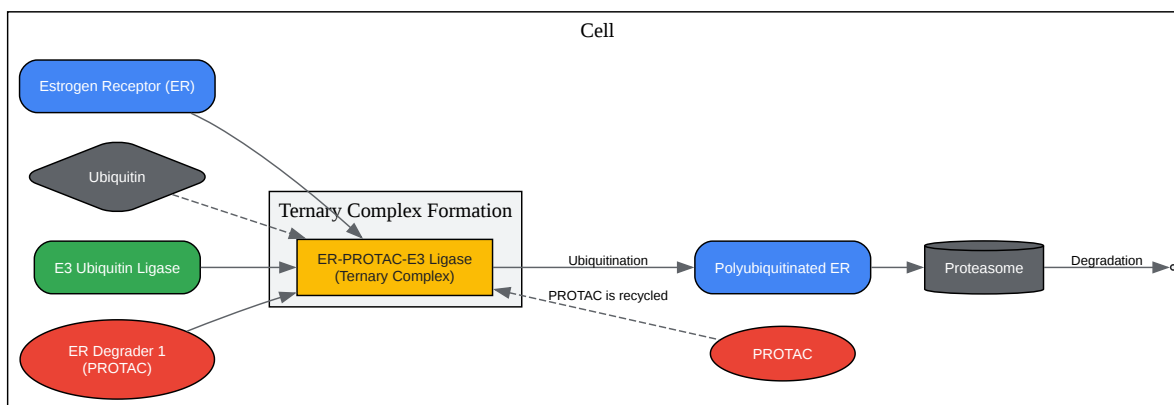 Cell
Estrogen Receptor (ER)
Ubiquitin
Ternary Complex Formation
E3 Ubiquitin Ligase
ER-PROTAC-E3 Ligase
(Ternary Complex)
Ubiquitination
Polyubiquitinated ER
Proteasome
Degradation
PROTAC is recycled
ER Degrader 1
(PROTAC)
PROTAC